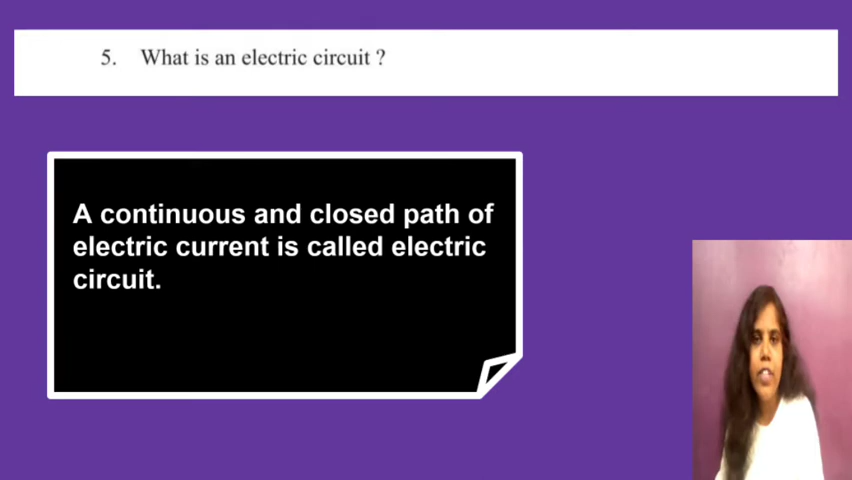 5. What is an electric circuit ?
A continuous and closed path of
electric current is called electric
circuit.